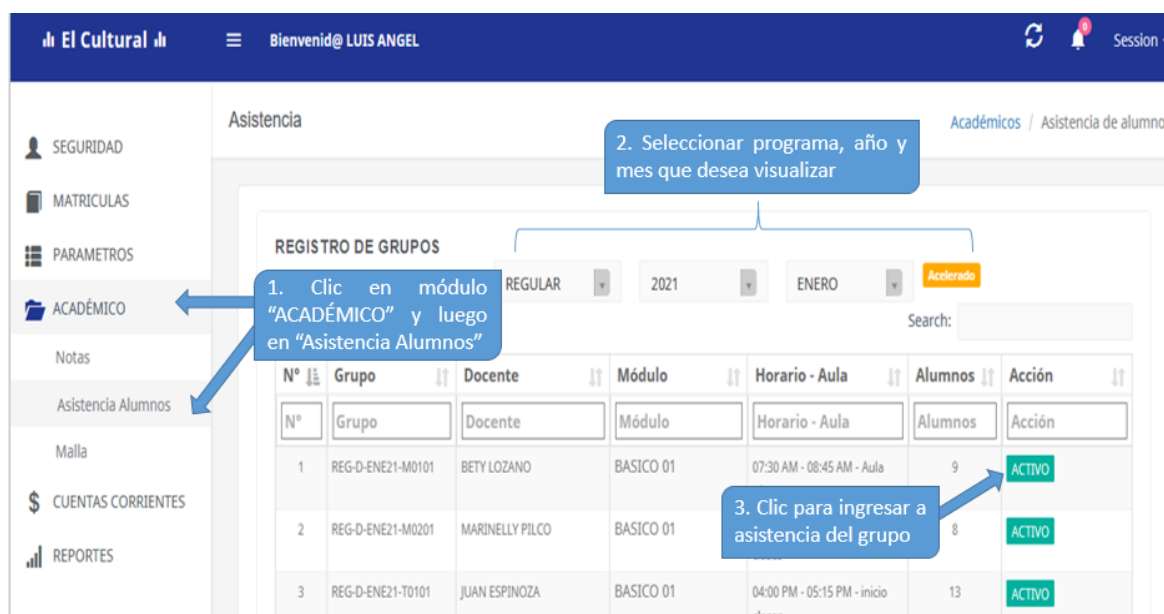 El Cultural
Bienvenid@ LUIS ANGEL
0
Session
SEGURIDAD
MATRICULAS
PARAMETROS
ACADÉMICO
Notas
Asistencia Alumnos
Malla
CUENTAS CORRIENTES
REPORTES
Asistencia
Académicos / Asistencia de alumno
2. Seleccionar programa, año y
mes que desea visualizar
REGISTRO DE GRUPOS
1. Clic en módulo
“ACADÉMICO” y luego
en “Asistencia Alumnos”
REGULAR 2021 ENERO Acelerado
Search:
N° Grupo Docente Módulo Horario - Aula Alumnos Acción
N° Grupo Docente Módulo Horario - Aula Alumnos Acción
1 REG-D-ENE21-M0101 BETY LOZANO BASICO 01 07:30 AM - 08:45 AM - Aula 9 ACTIVO
3. Clic para ingresar a
asistencia del grupo
2 REG-D-ENE21-M0201 MARINELLY PILCO BASICO 01 8 ACTIVO
3 REG-D-ENE21-T0101 JUAN ESPINOZA BASICO 01 04:00 PM - 05:15 PM - inicio 13 ACTIVO